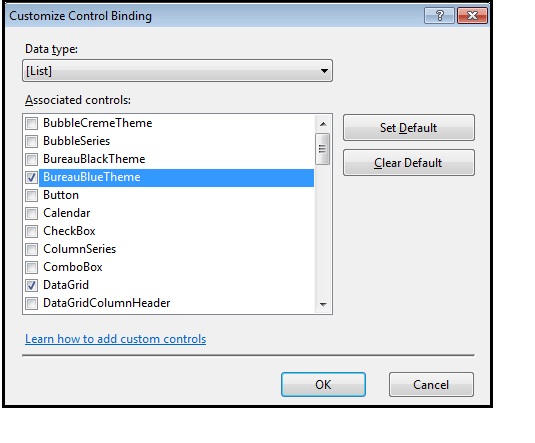 Customize Control Binding
Data type:
[List]
Associated controls:
BubbleCremeTheme
BubbleSeries
BureauBlackTheme
BureauBlueTheme
Button
Calendar
CheckBox
ColumnSeries
ComboBox
DataGrid
DataGridColumnHeader
Set Default
Clear Default
Learn how to add custom controls
OK
Cancel